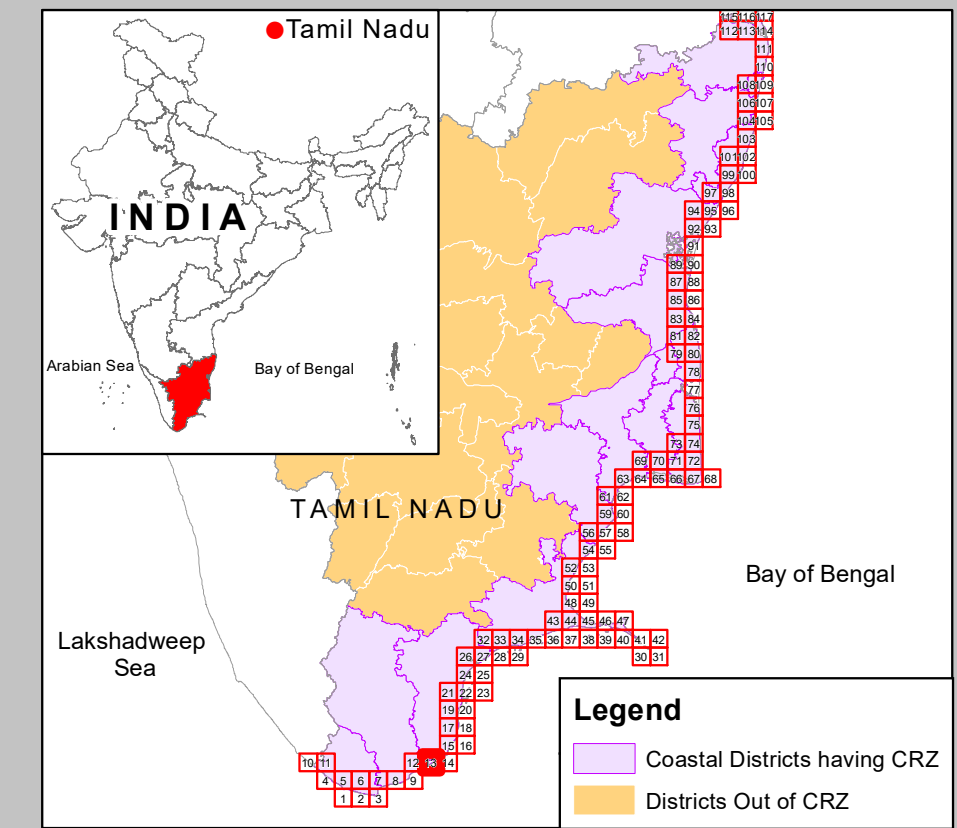 Tamil Nadu
INDIA
Arabian Sea
Bay of Bengal
115 116 117
112 113 114
111
110
108 109
106 107
104 105
103
101 102
99 100
97 98
94 95 96
92 93
91
89 90
87 88
85 86
83 84
81 82
79 80
78
77
76
75
73 74
69 70 71 72
63 64 65 66 67 68
61 62
TAMIL NADU
59 60
56 57 58
54 55
52 53
Bay of Bengal
50 51
48 49
43 44 45 46 47
Lakshadweep
Sea
32 33 34 35 36 37 38 39 40 41 42
26 27 28 29 30 31
24 25
21 22 23
19 20
17 18
15 16
10 11 12 13 14
4 5 6 7 8 9
1 2 3
Legend
Coastal Districts having CRZ
Districts Out of CRZ